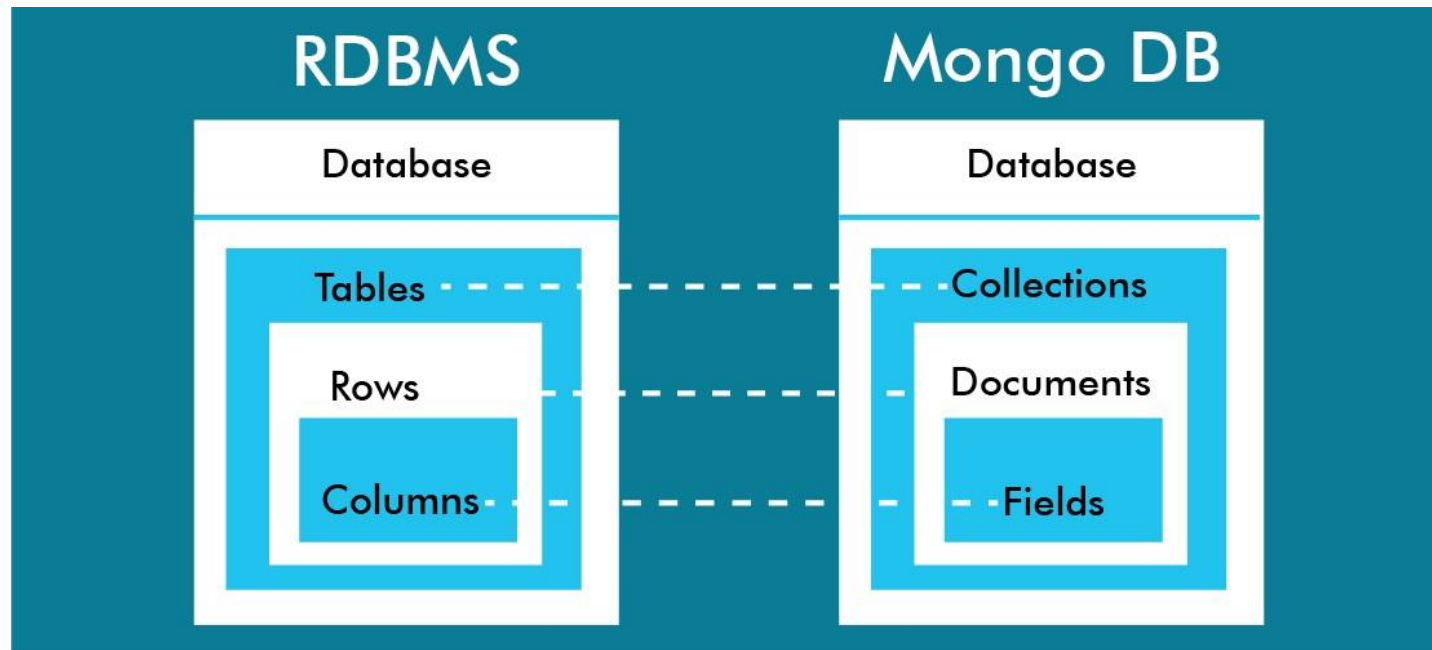 RDBMS
Database
Tables
Rows
Columns
Mongo DB
Database
Collections
Documents
Fields